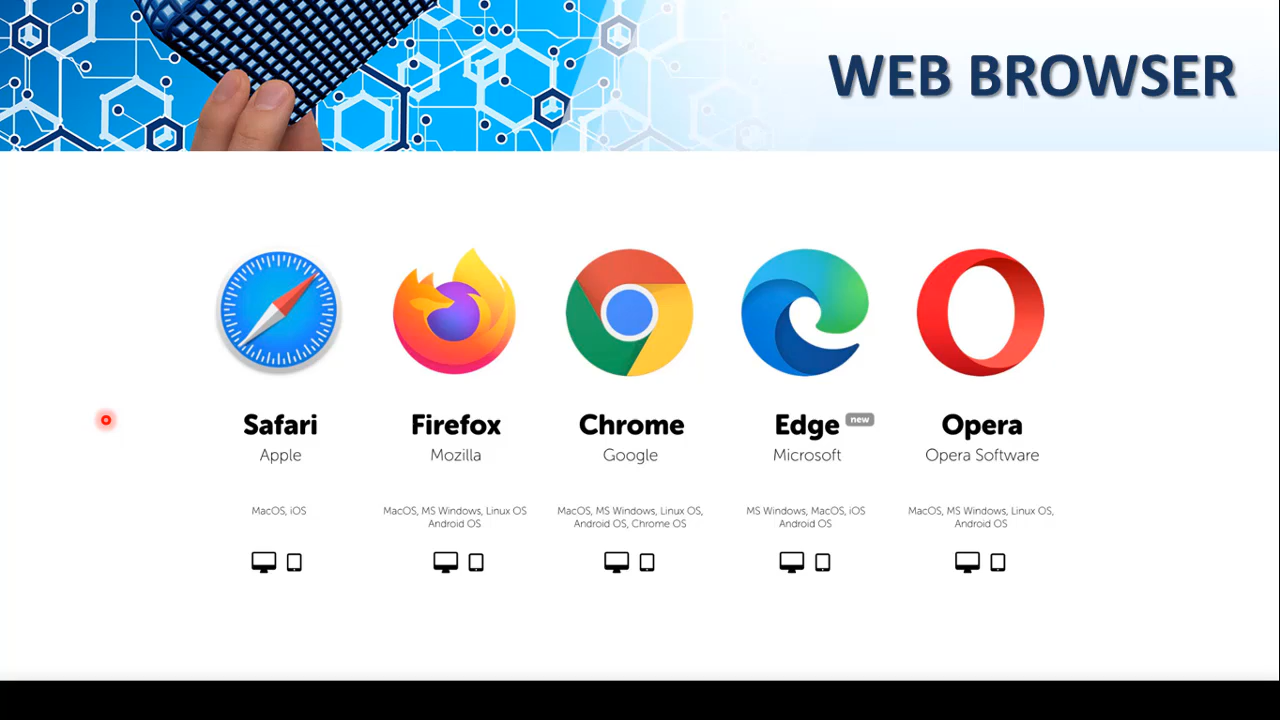 WEB BROWSER
Safari
Apple
MacOS, iOS
Firefox
Mozilla
MacOS, MS Windows, Linux OS
Android OS
Chrome
Google
MacOS, MS Windows, Linux OS,
Android OS, Chrome OS
Edge new
Microsoft
MS Windows, MacOS, iOS
Android OS
Opera
Opera Software
MacOS, MS Windows, Linux OS,
Android OS